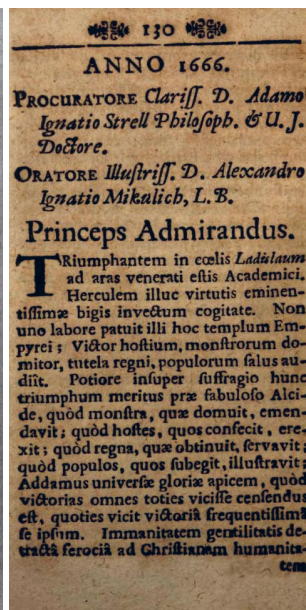 130
ANNO 1666.
PROCURATORE Clariſſ. D. Adamo
Ignatio Strell Philoſoph. & U. J.
Doctore.
ORATORE Illuſtriſſ. D. Alexandro
Ignatio Mikulich, L. B.
Princeps Admirandus.
TRiumphantem in cœlis Ladislaum
ad aras venerati eſtis Academici.
Herculem illuc virtutis eminen-
tiſſimæ bigis invectum cogitate. Non
uno labore patuit illi hoc templum Em-
pyrei; Victor hoſtium, monſtrorum do-
mitor, tutela regni, populorum ſalus au-
diit. Potiore inſuper ſuffragio hunc
triumphum meritus præ fabuloſo Alci-
de, quòd monſtra, quæ domuit, emen-
davit; quòd hoſtes, quos confecit, ere-
xit; quòd regna, quæ obtinuit, ſervavit;
quòd populos, quos ſubegit, illuſtravit;
Addamus univerſæ gloriæ apicem, quòd
victorias omnes toties viciſſe cenſendus
eſt, quoties vicit victoriâ frequentiſſimâ
ſe ipſum. Immanitatem gentilitatis de-
tractâ ferociâ ad Chriſtianam humanita-
tem